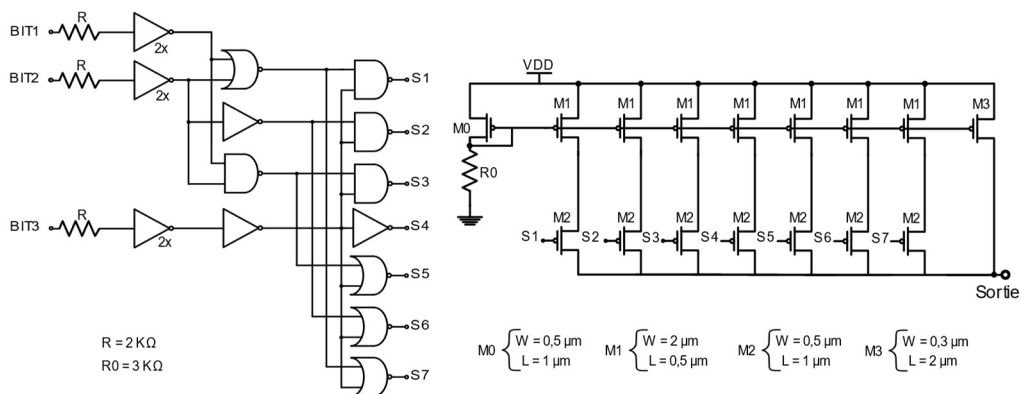 BIT1 R 2x
BIT2 R 2x
BIT3 R 2x
S1
S2
S3
S4
S5
S6
S7
R = 2 KΩ
R0 = 3 KΩ
VDD
M0 M1 M1 M1 M1 M1 M1 M1 M3
R0
M2 M2 M2 M2 M2 M2 M2
S1 S2 S3 S4 S5 S6 S7
Sortie
M0 { W = 0,5 µm L = 1 µm
M1 { W = 2 µm L = 0,5 µm
M2 { W = 0,5 µm L = 1 µm
M3 { W = 0,3 µm L = 2 µm